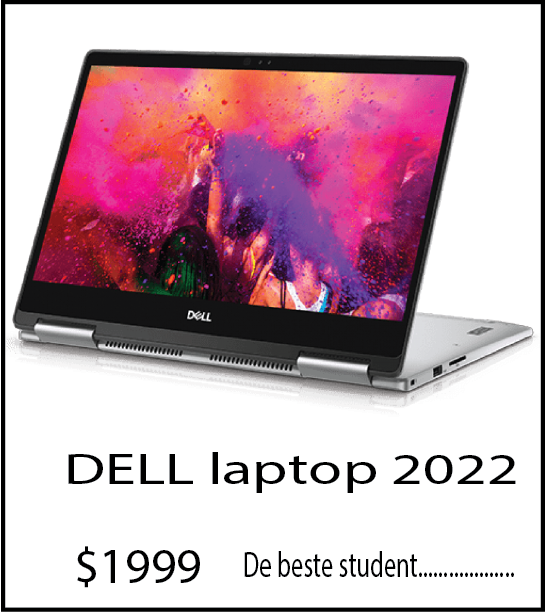 DELL
DELL laptop 2022
$1999 De beste student...................